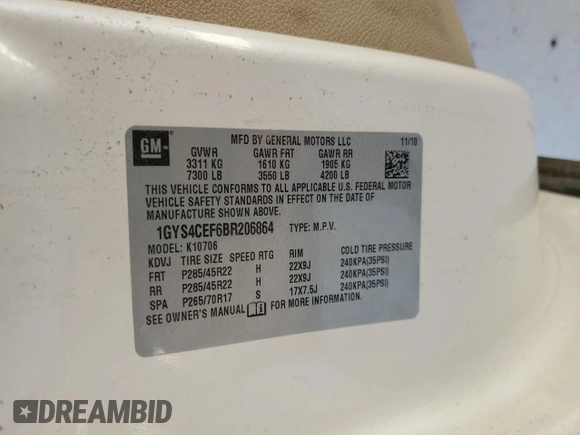 GM
MFD BY GENERAL MOTORS LLC 11/10
GVWR GAWR FRT GAWR RR
3311 KG 1610 KG 1905 KG
7300 LB 3550 LB 4200 LB
THIS VEHICLE CONFORMS TO ALL APPLICABLE U.S. FEDERAL MOTOR
VEHICLE SAFETY STANDARDS IN EFFECT ON THE DATE OF
MANUFACTURE SHOWN ABOVE.
1GYS4CEF6BR206864 TYPE: M.P.V.
MODEL: K10706
KDVJ TIRE SIZE SPEED RTG RIM COLD TIRE PRESSURE
FRT P285/45R22 H 22X9J 240KPA(35PSI)
RR P285/45R22 H 22X9J 240KPA(35PSI)
SPA P265/70R17 S 17X7.5J 240KPA(35PSI)
SEE OWNER'S MANUAL FOR MORE INFORMATION.
DREAMBID